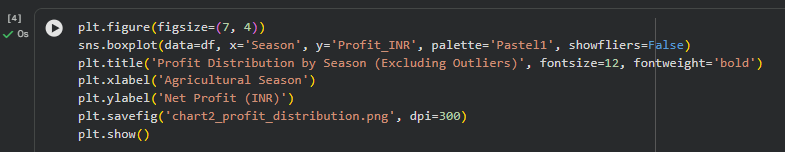 [4]
0s
plt.figure(figsize=(7, 4))
sns.boxplot(data=df, x='Season', y='Profit_INR', palette='Pastel1', showfliers=False)
plt.title('Profit Distribution by Season (Excluding Outliers)', fontsize=12, fontweight='bold')
plt.xlabel('Agricultural Season')
plt.ylabel('Net Profit (INR)')
plt.savefig('chart2_profit_distribution.png', dpi=300)
plt.show()